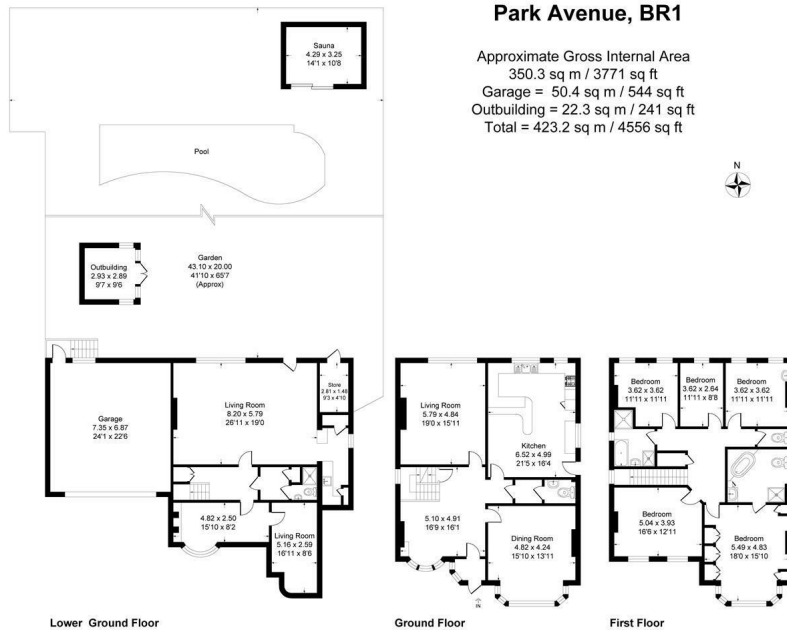 Park Avenue, BR1
Approximate Gross Internal Area
350.3 sq m / 3771 sq ft
Garage = 50.4 sq m / 544 sq ft
Outbuilding = 22.3 sq m / 241 sq ft
Total = 423.2 sq m / 4556 sq ft
N
Sauna
4.29 x 3.25
14'1 x 10'8
Pool
Outbuilding
2.93 x 2.89
9'7 x 9'6
Garden
43.10 x 20.00
41'10 x 65'7
(Approx)
Garage
7.35 x 6.87
24'1 x 22'6
Living Room
8.20 x 5.79
26'11 x 19'0
Store
2.81 x 1.48
9'3 x 4'10
4.82 x 2.50
15'10 x 8'2
Living Room
5.16 x 2.59
16'11 x 8'6
Lower Ground Floor
Living Room
5.79 x 4.84
19'0 x 15'11
Kitchen
6.52 x 4.99
21'5 x 16'4
5.10 x 4.91
16'9 x 16'1
Dining Room
4.82 x 4.24
15'10 x 13'11
IN
Ground Floor
Bedroom
3.62 x 3.62
11'11 x 11'11
Bedroom
3.62 x 2.64
11'11 x 8'8
Bedroom
3.62 x 3.62
11'11 x 11'11
Bedroom
5.04 x 3.93
16'6 x 12'11
Bedroom
5.49 x 4.83
18'0 x 15'10
First Floor